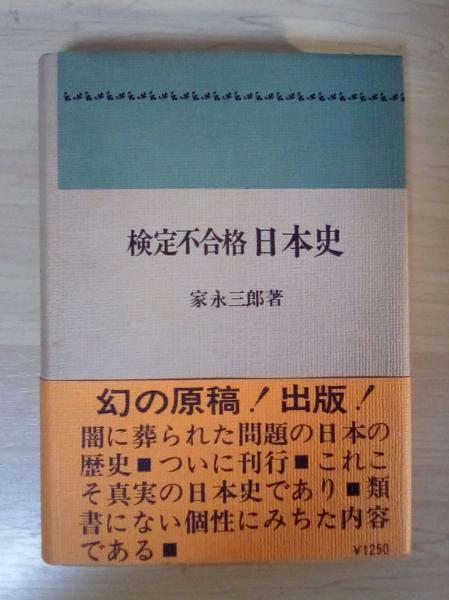 検定不合格日本史
家永三郎著
幻の原稿!出版!
闇に葬られた問題の日本の
歴史■ついに刊行■これこ
そ真実の日本史であり■類
書にない個性にみちた内容
である■
¥1250